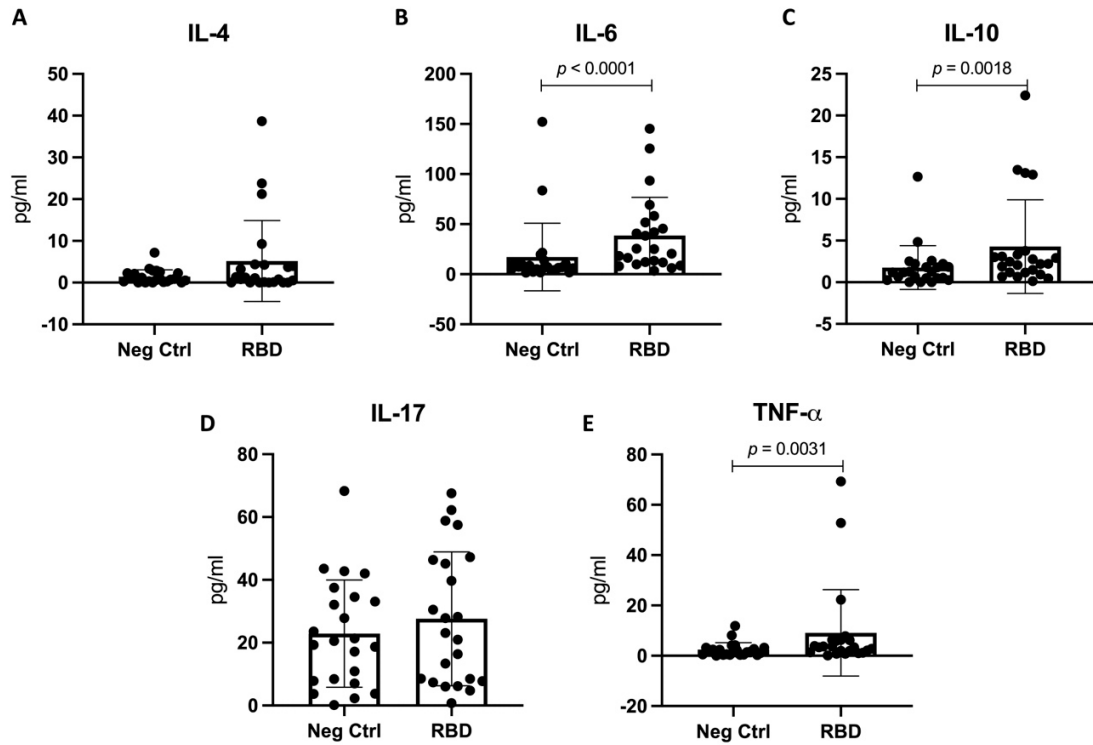 A
IL-4
pg/ml
50
40
30
20
10
0
-10
Neg Ctrl
RBD
B
IL-6
p < 0.0001
200
150
100
50
0
-50
Neg Ctrl
RBD
C
IL-10
p = 0.0018
pg/ml
25
20
15
10
5
0
-5
Neg Ctrl
RBD
D
IL-17
pg/ml
80
60
40
20
0
Neg Ctrl
RBD
E
TNF-α
p = 0.0031
pg/ml
80
60
40
20
0
-20
Neg Ctrl
RBD